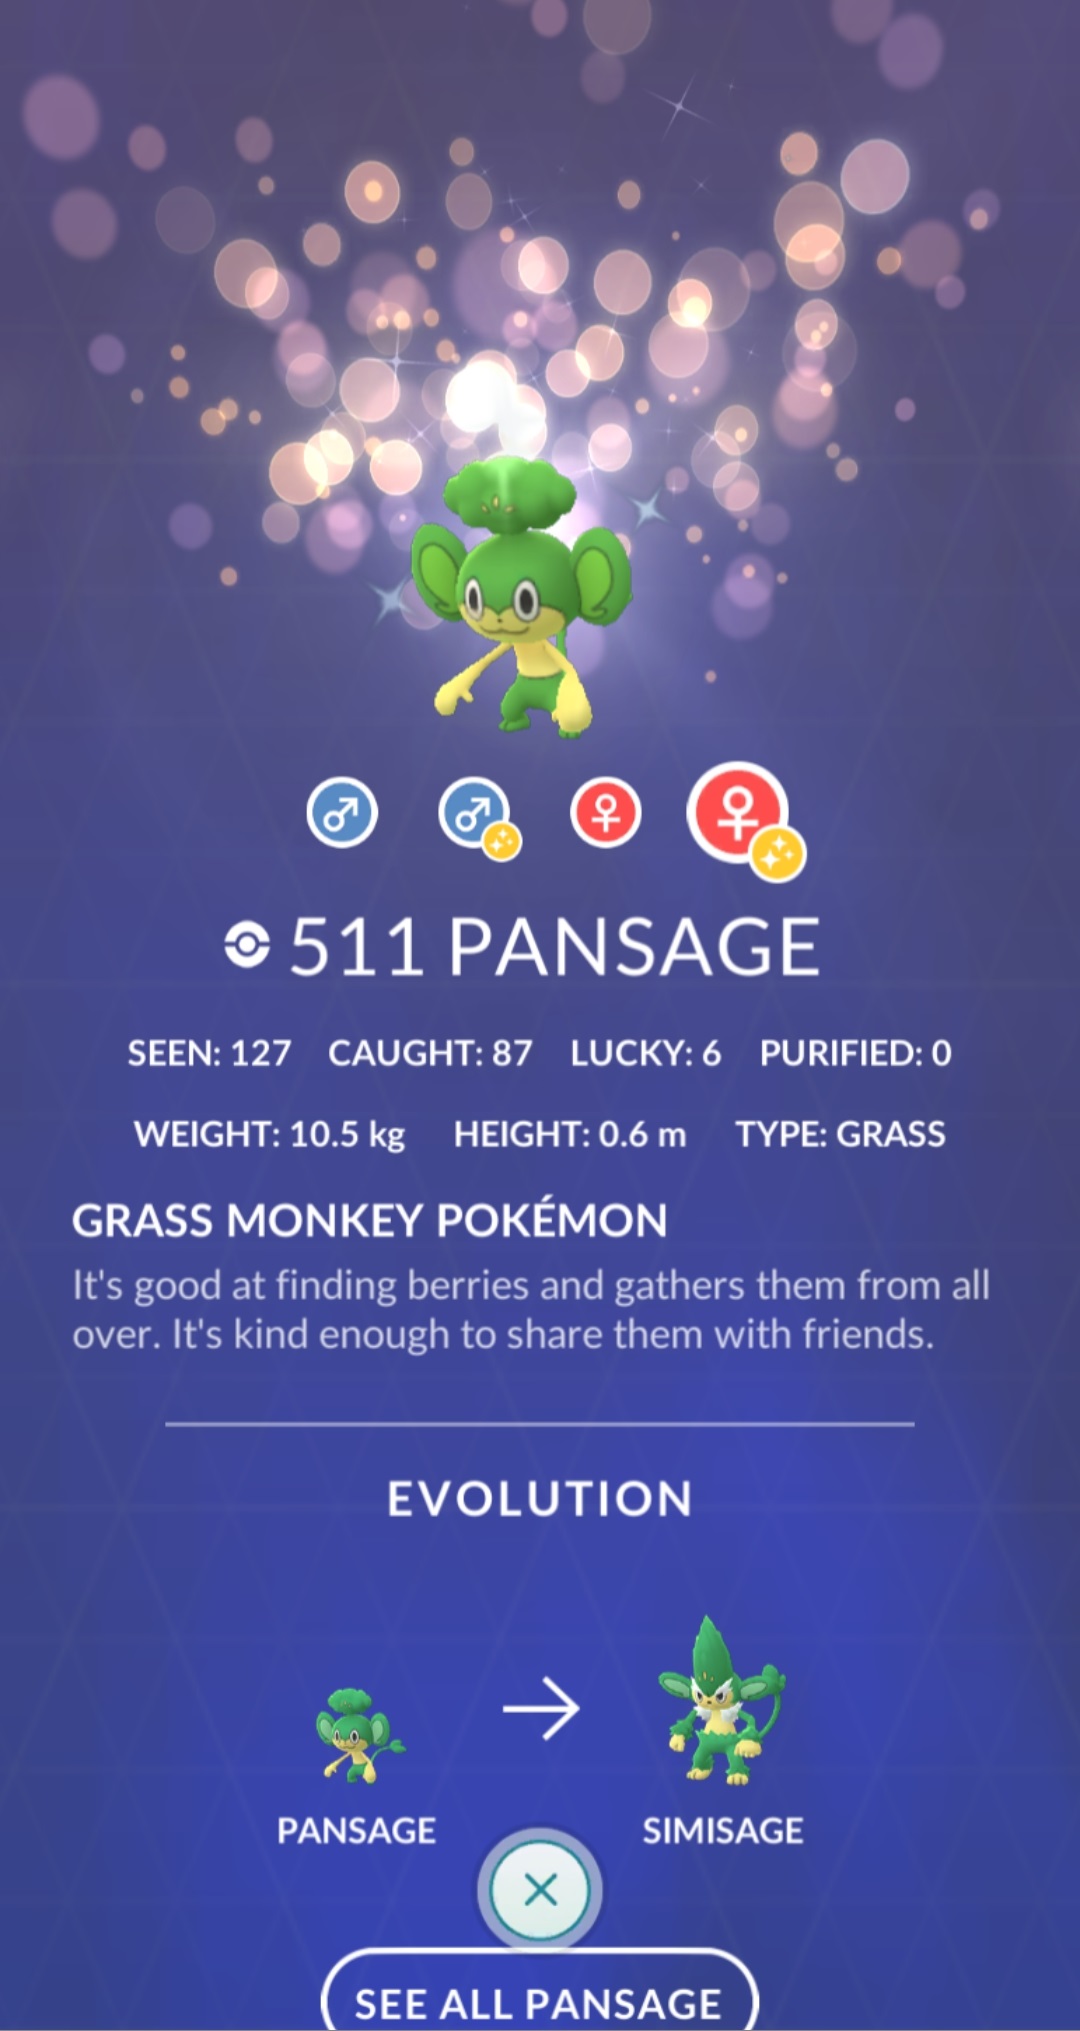 511 PANSAGE
SEEN: 127 CAUGHT: 87 LUCKY: 6 PURIFIED: 0
WEIGHT: 10.5 kg HEIGHT: 0.6 m TYPE: GRASS
GRASS MONKEY POKÉMON
It's good at finding berries and gathers them from all
over. It's kind enough to share them with friends.
EVOLUTION
PANSAGE SIMISAGE
SEE ALL PANSAGE